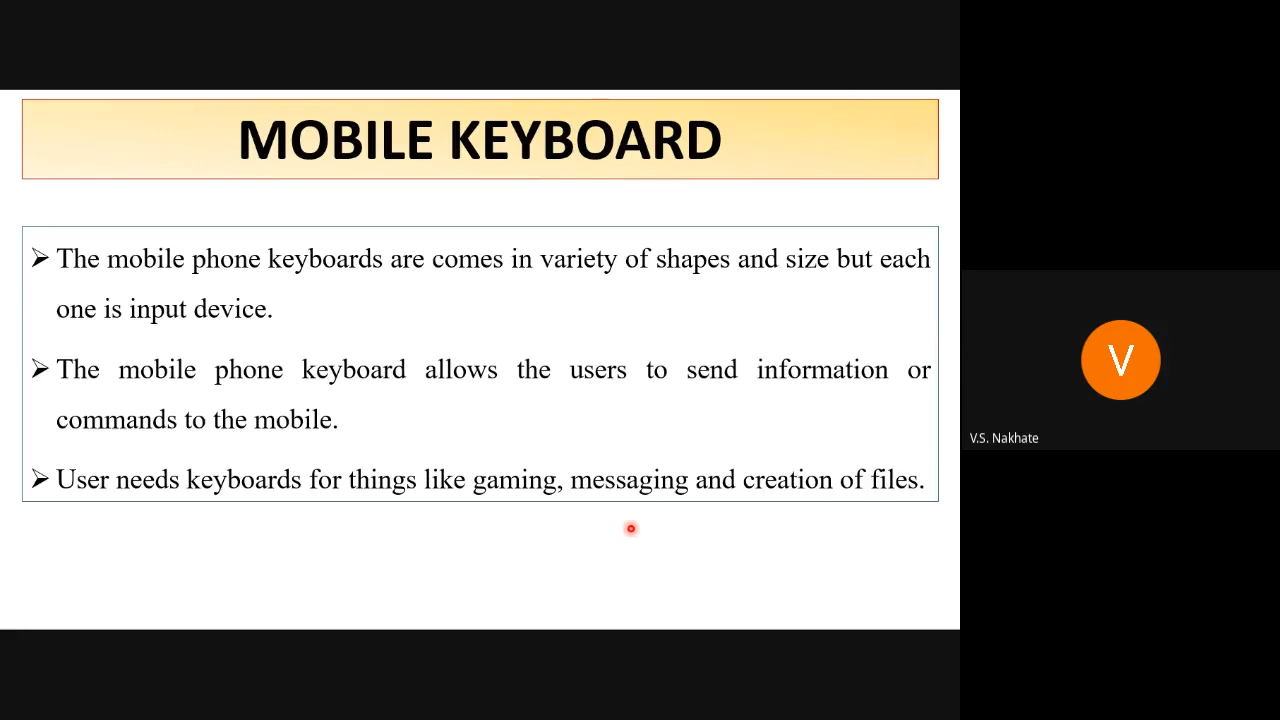 MOBILE KEYBOARD
➢ The mobile phone keyboards are comes in variety of shapes and size but each
one is input device.
➢ The mobile phone keyboard allows the users to send information or
commands to the mobile.
➢ User needs keyboards for things like gaming, messaging and creation of files.
V
V.S. Nakhate